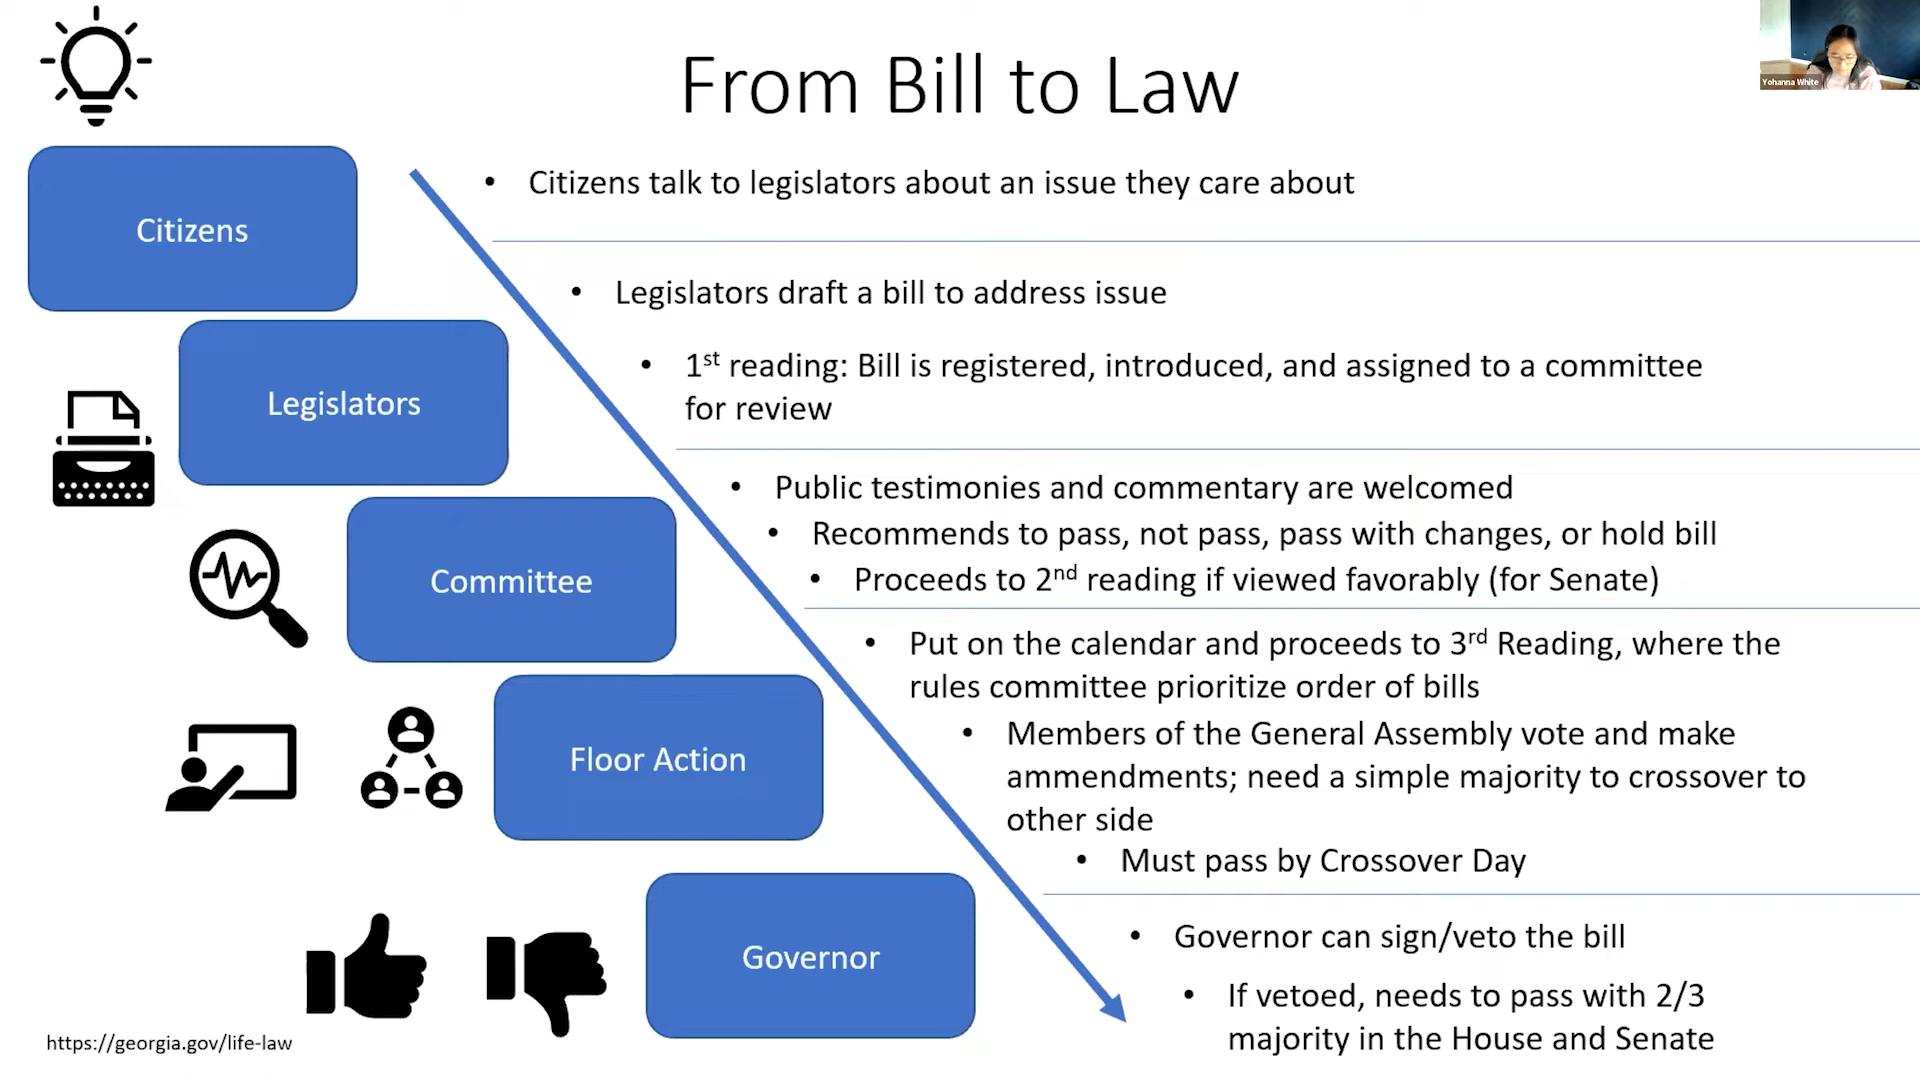 From Bill to Law
Yohanna White
Citizens
• Citizens talk to legislators about an issue they care about
Legislators
• Legislators draft a bill to address issue
• 1st reading: Bill is registered, introduced, and assigned to a committee
for review
Committee
• Public testimonies and commentary are welcomed
• Recommends to pass, not pass, pass with changes, or hold bill
• Proceeds to 2nd reading if viewed favorably (for Senate)
Floor Action
• Put on the calendar and proceeds to 3rd Reading, where the
rules committee prioritize order of bills
• Members of the General Assembly vote and make
ammendments; need a simple majority to crossover to
other side
• Must pass by Crossover Day
Governor
• Governor can sign/veto the bill
• If vetoed, needs to pass with 2/3
majority in the House and Senate
https://georgia.gov/life-law